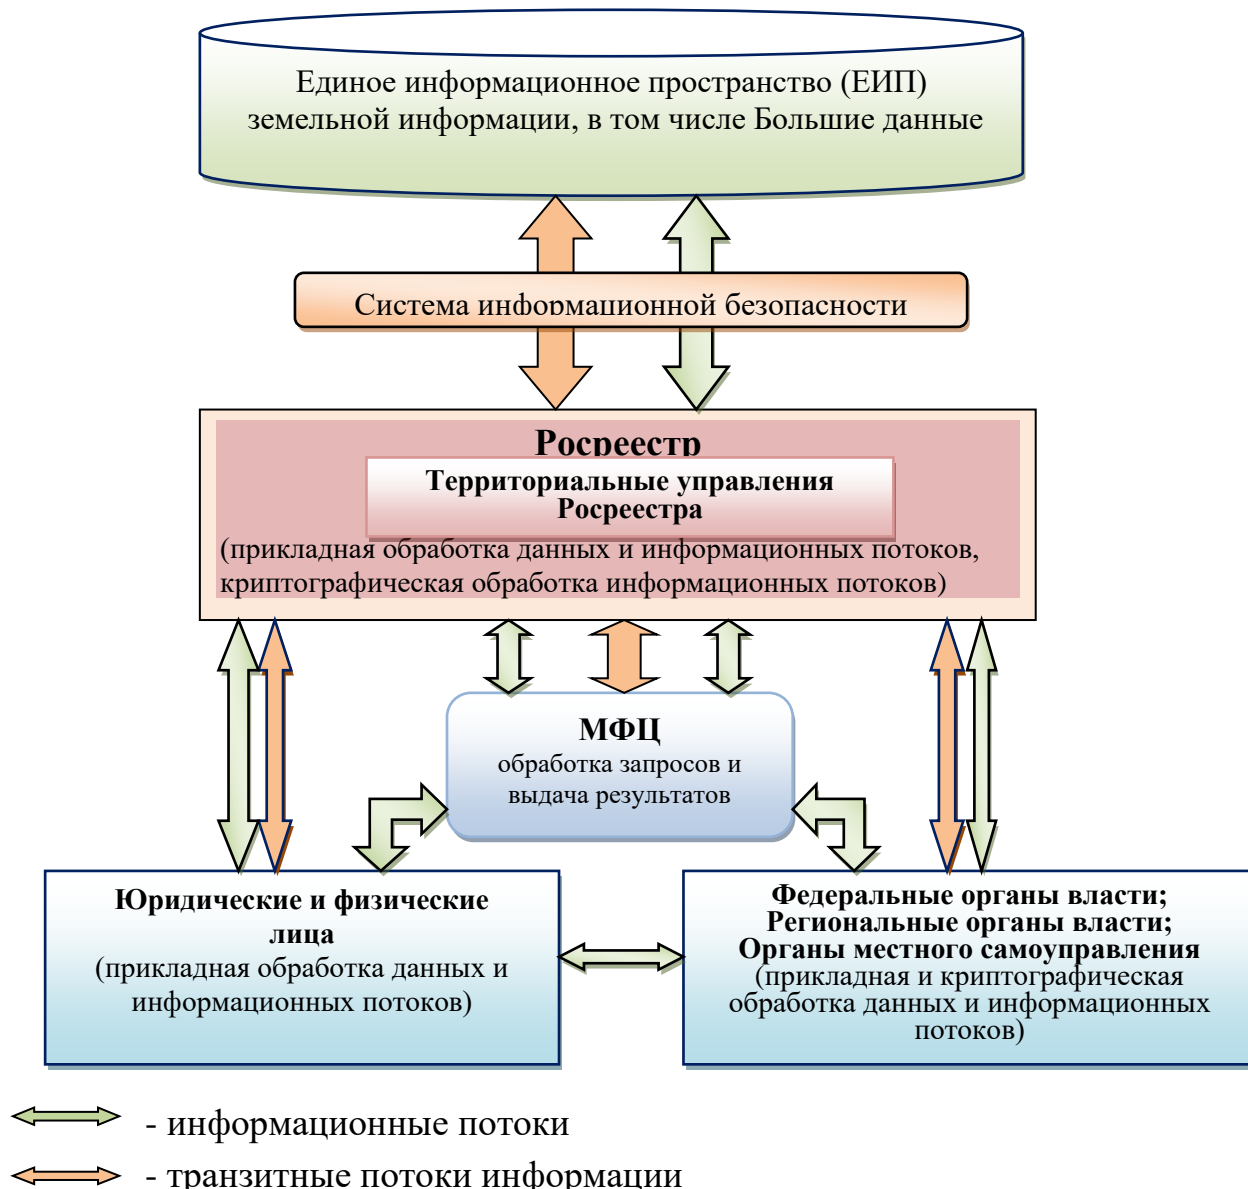 Единое информационное пространство (ЕИП)
земельной информации, в том числе Большие данные
Система информационной безопасности
Росреестр
Территориальные управления
Росреестра
(прикладная обработка данных и информационных потоков,
криптографическая обработка информационных потоков)
МФЦ
обработка запросов и
выдача результатов
Юридические и физические
лица
(прикладная обработка данных и
информационных потоков)
Федеральные органы власти;
Региональные органы власти;
Органы местного самоуправления
(прикладная и криптографическая
обработка данных и информационных
потоков)
- информационные потоки
- транзитные потоки информации